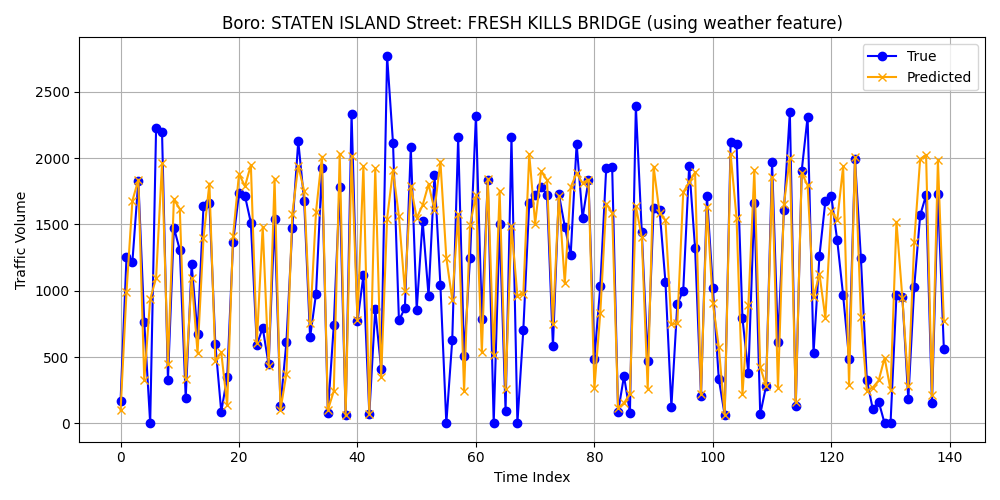 Boro: STATEN ISLAND Street: FRESH KILLS BRIDGE (using weather feature)
True
Predicted
Traffic Volume
2500
2000
1500
1000
500
0
0 20 40 60 80 100 120 140
Time Index